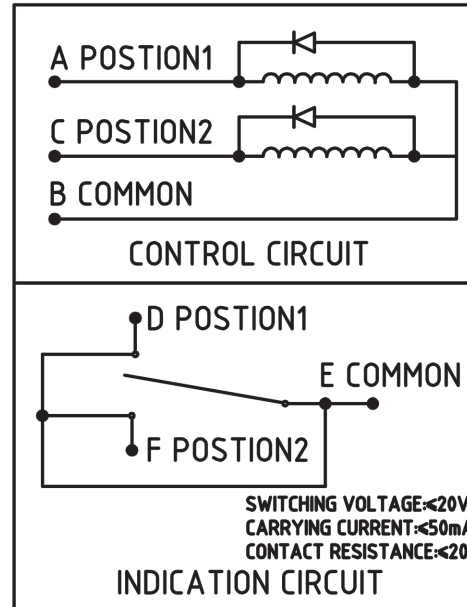 A POSTION1
C POSTION2
B COMMON
CONTROL CIRCUIT
D POSTION1
E COMMON
F POSTION2
SWITCHING VOLTAGE:≤20V
CARRYING CURRENT:≤50mA
CONTACT RESISTANCE:≤20
INDICATION CIRCUIT